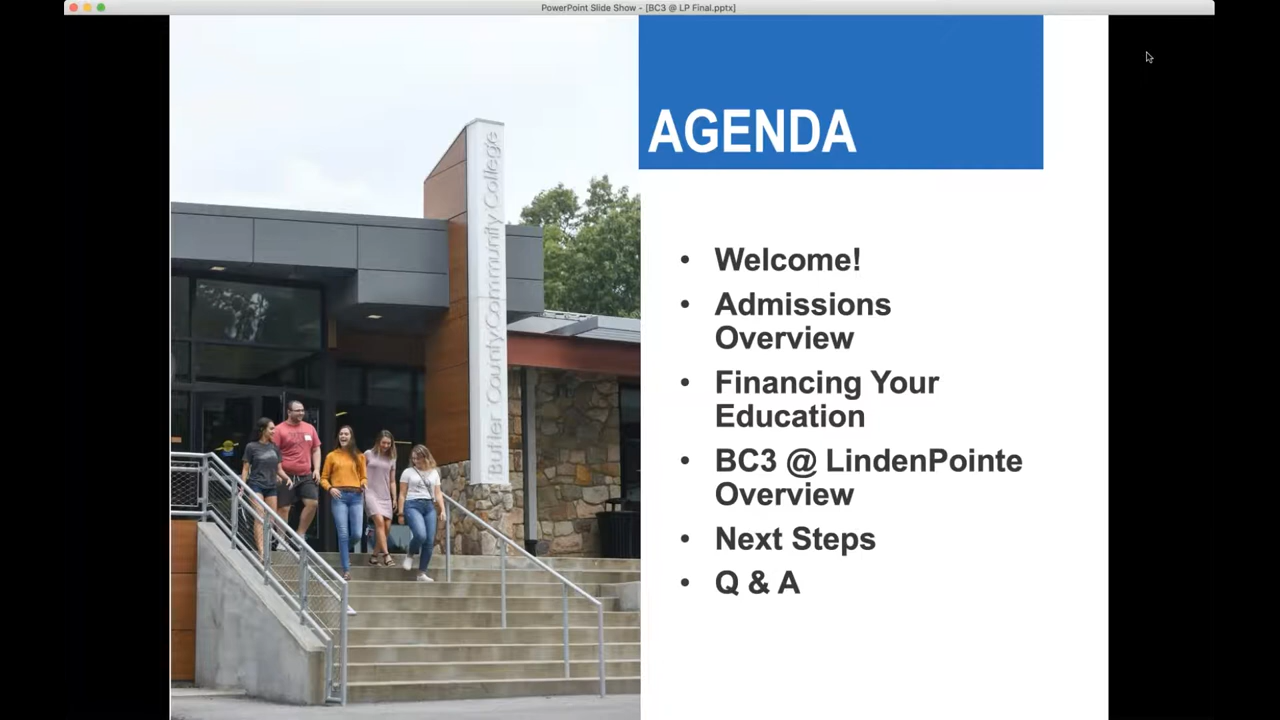 PowerPoint Slide Show - [BC3 @ LP Final.pptx]
AGENDA
Butler County Community College
• Welcome!
• Admissions
Overview
• Financing Your
Education
• BC3 @ LindenPointe
Overview
• Next Steps
• Q & A